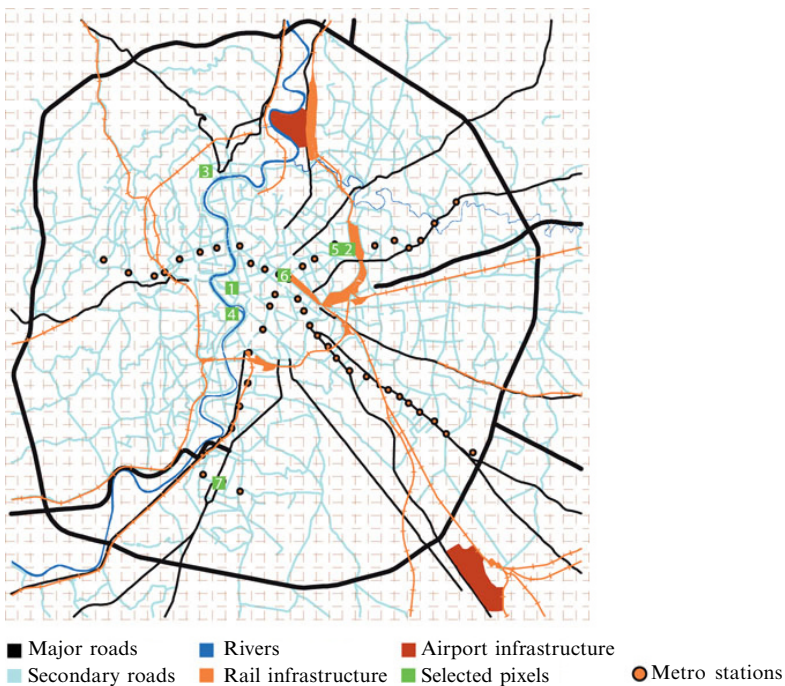 3
5 2
6
1
4
7
Major roads
Rivers
Airport infrastructure
Secondary roads
Rail infrastructure
Selected pixels
Metro stations